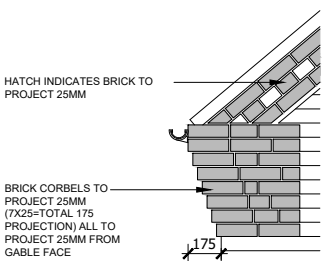 HATCH INDICATES BRICK TO
PROJECT 25MM
BRICK CORBELS TO
PROJECT 25MM
(7X25=TOTAL 175
PROJECTION) ALL TO
PROJECT 25MM FROM
GABLE FACE
175